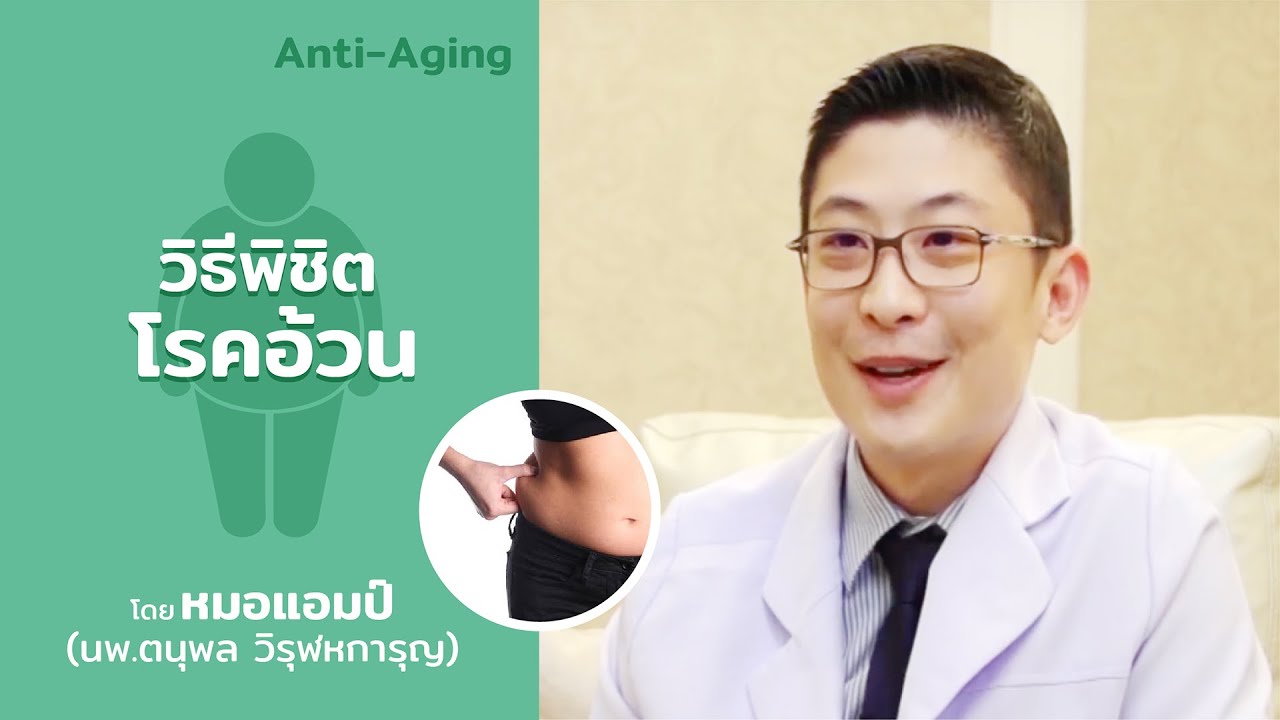 Anti-Aging
วิธีพิชิต
โรคอ้วน
โดย หมอแอมป์
(นพ.ตนุพล วิรุฬหการุญ)